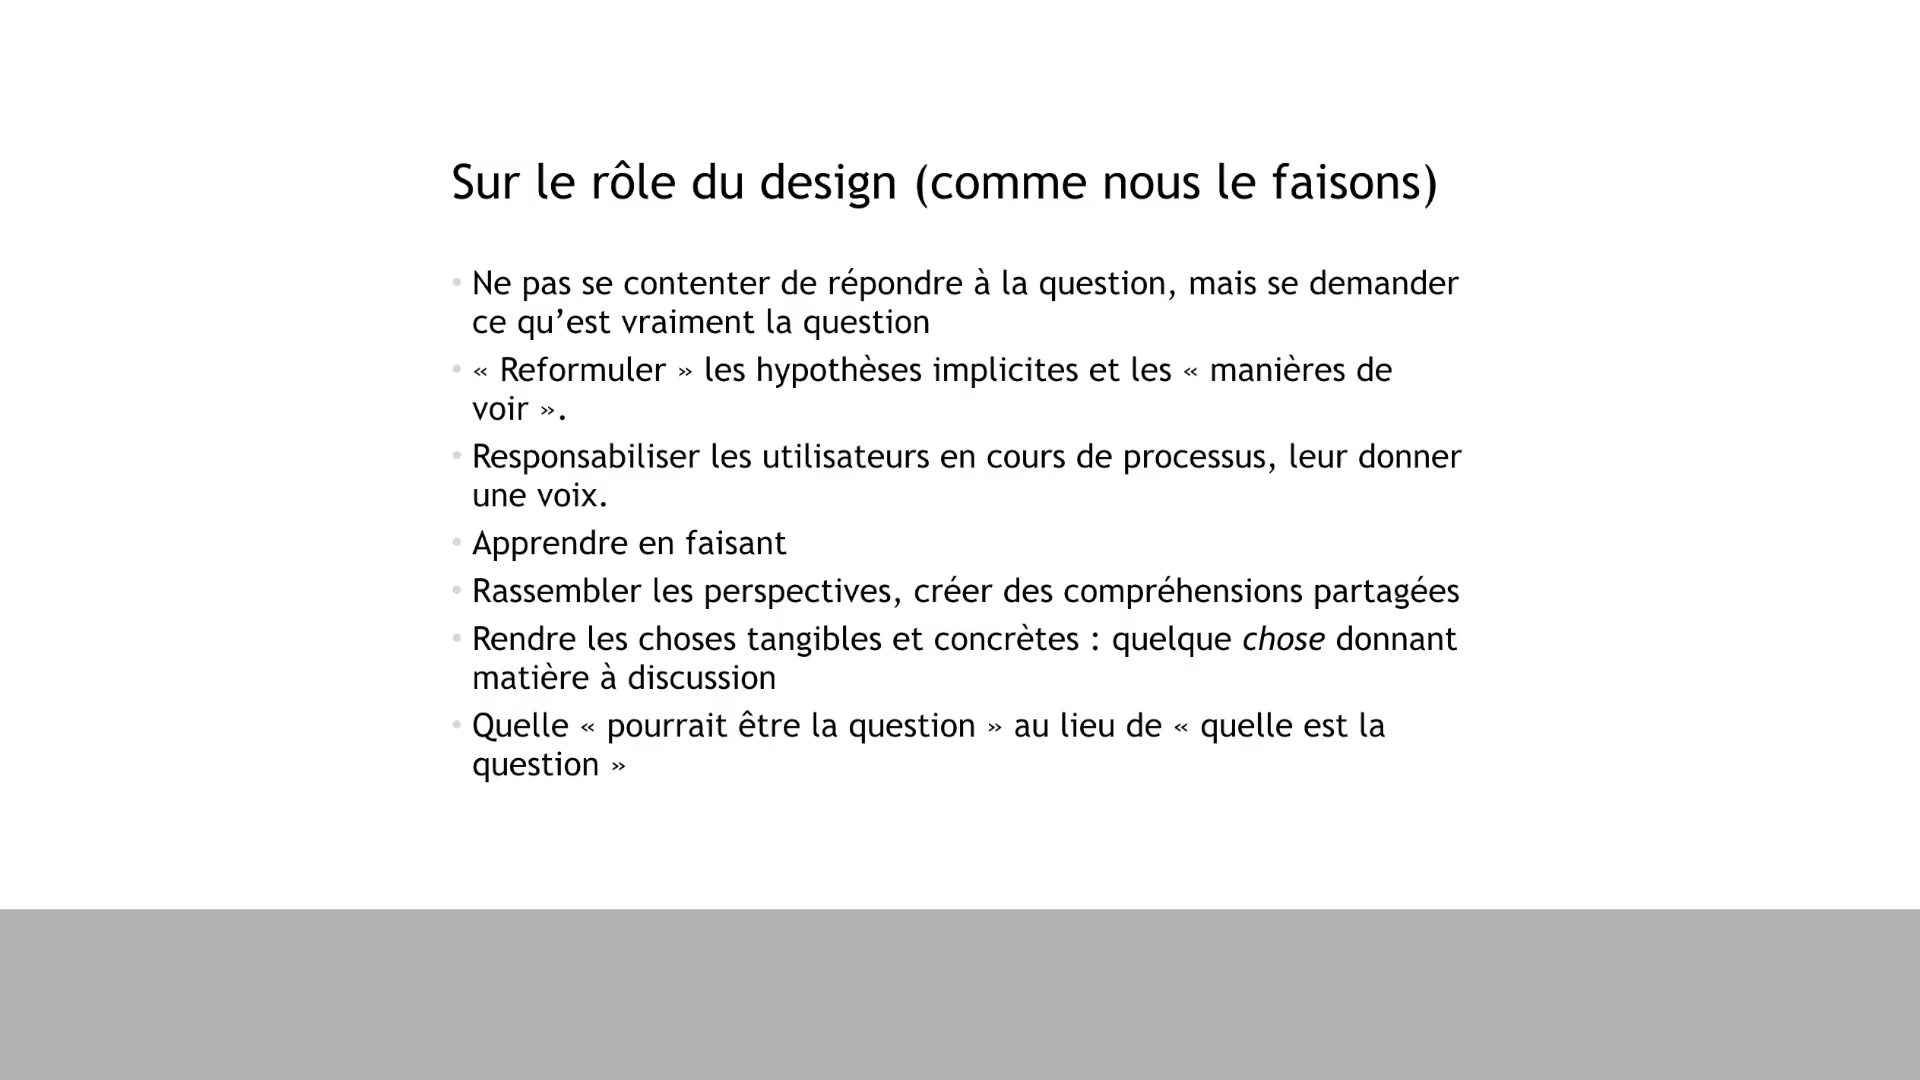 Sur le rôle du design (comme nous le faisons)
• Ne pas se contenter de répondre à la question, mais se demander
ce qu’est vraiment la question
• « Reformuler » les hypothèses implicites et les « manières de
voir ».
• Responsabiliser les utilisateurs en cours de processus, leur donner
une voix.
• Apprendre en faisant
• Rassembler les perspectives, créer des compréhensions partagées
• Rendre les choses tangibles et concrètes : quelque chose donnant
matière à discussion
• Quelle « pourrait être la question » au lieu de « quelle est la
question »